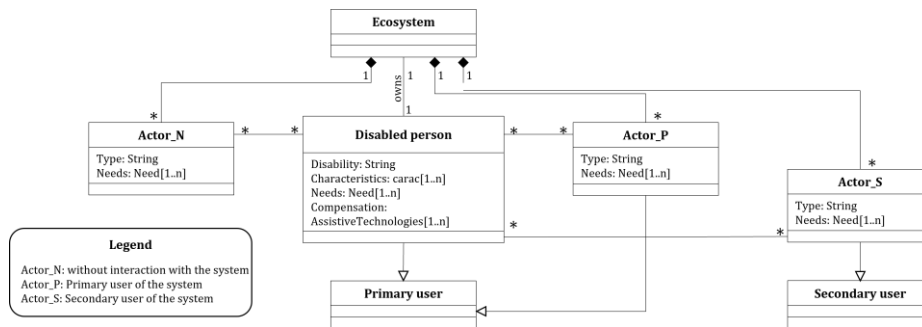 Ecosystem
1
1
1
1
owns
1
*
*
*
Actor_N
Type: String
Needs: Need[1..n]
*
*
Disabled person
Disability: String
Characteristics: carac[1..n]
Needs: Need[1..n]
Compensation:
AssistiveTechnologies[1..n]
*
*
Actor_P
Type: String
Needs: Need[1..n]
Actor_S
Type: String
Needs: Need[1..n]
*
*
Legend
Actor_N: without interaction with the system
Actor_P: Primary user of the system
Actor_S: Secondary user of the system
Primary user
Secondary user